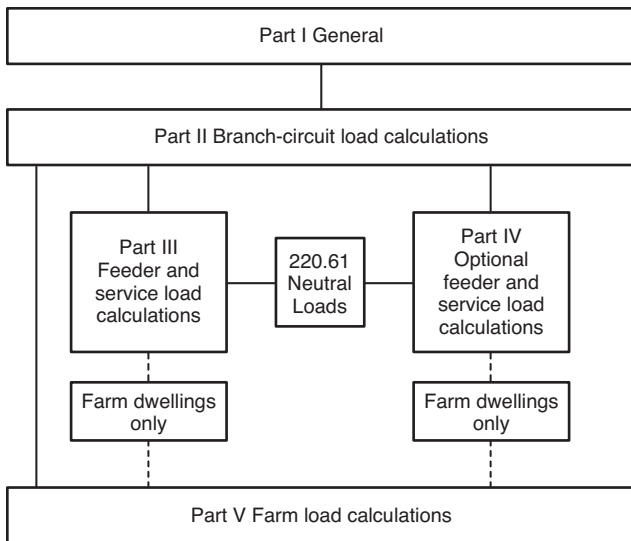 Part I General
Part II Branch-circuit load calculations
Part III
Feeder and
service load
calculations
220.61
Neutral
Loads
Part IV
Optional
feeder and
service load
calculations
Farm dwellings
only
Farm dwellings
only
Part V Farm load calculations